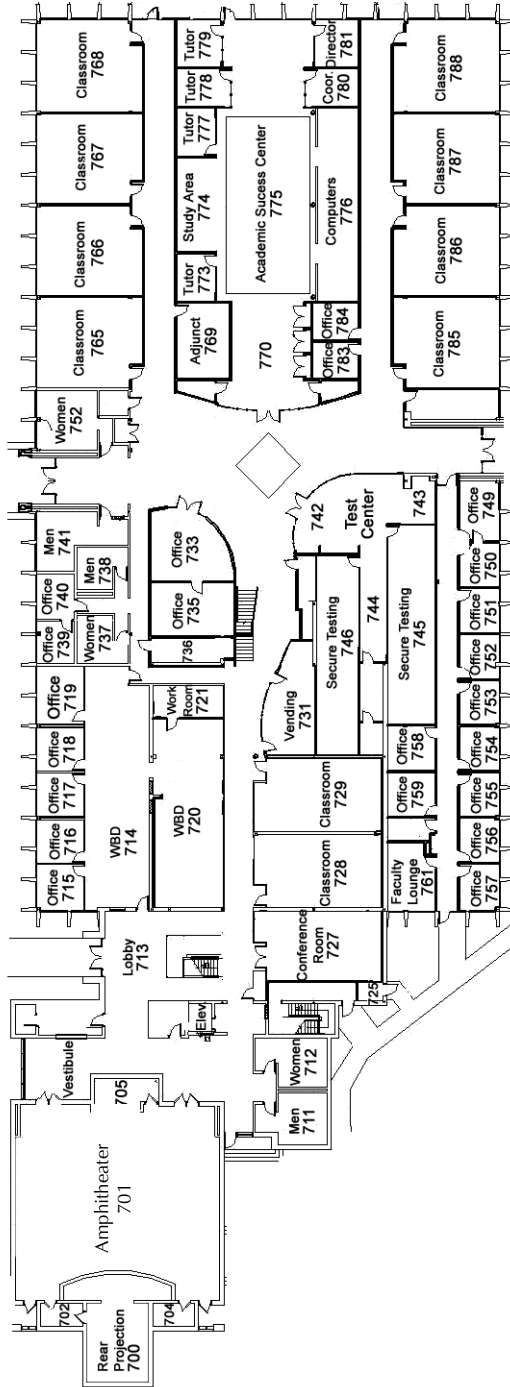 Classroom
768
Classroom
767
Classroom
766
Classroom
765
Women
752
Men
741
Men
738
Office
740
Office
739
Women
737
Office
719
Office
718
Office
717
Office
716
Office
715
Tutor
779
Tutor
778
Tutor
777
Study Area
774
Tutor
773
Adjunct
769
Academic Sucess Center
775
770
Director
781
Coor.
780
Computers
776
Office
784
Office
783
Classroom
788
Classroom
787
Classroom
786
Classroom
785
Office
733
Office
735
736
Work
Room
721
WBD
720
WBD
714
742
Test
Center
743
744
Secure Testing
746
Secure Testing
745
Vending
731
Office
749
Office
750
Office
751
Office
752
Office
753
Office
754
Office
755
Office
756
Office
757
Office
758
Office
759
Faculty
Lounge
761
Classroom
729
Classroom
728
Conference
Room
727
725
Lobby
713
Elev.
Women
712
Men
711
Vestibule
705
Amphitheater
701
702
704
Rear
Projection
700